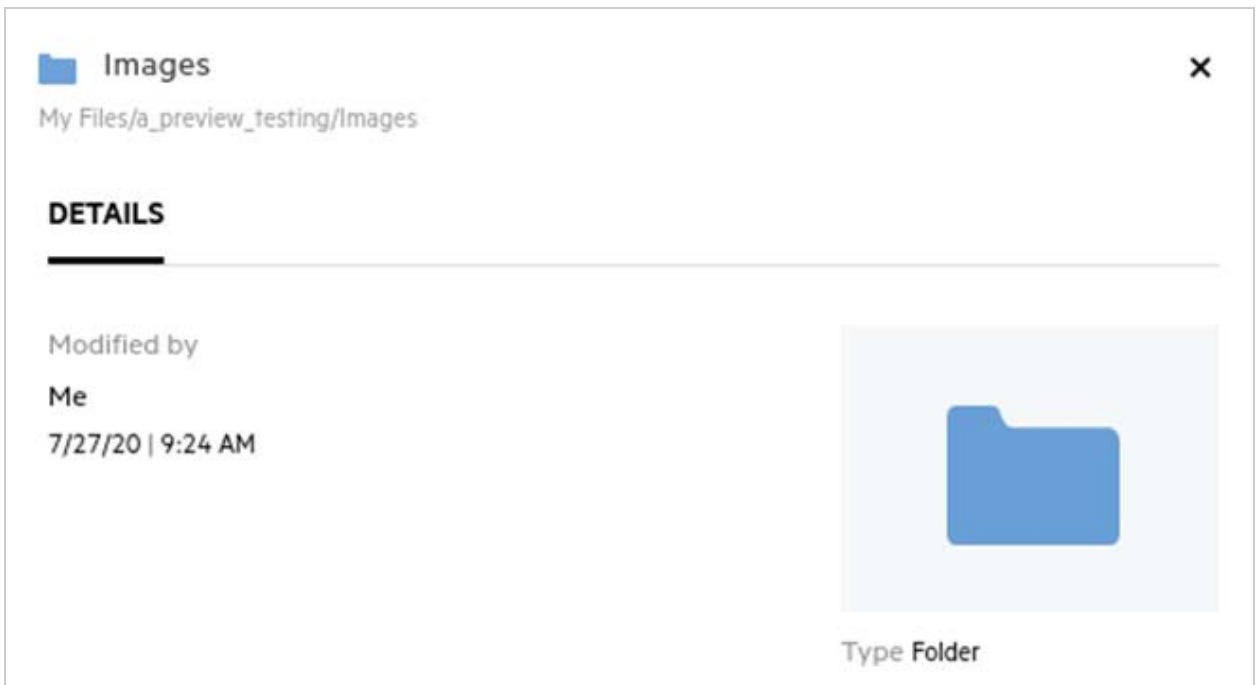 Images
My Files/a_preview_testing/Images
DETAILS
Modified by
Me
7/27/20 | 9:24 AM
Type Folder